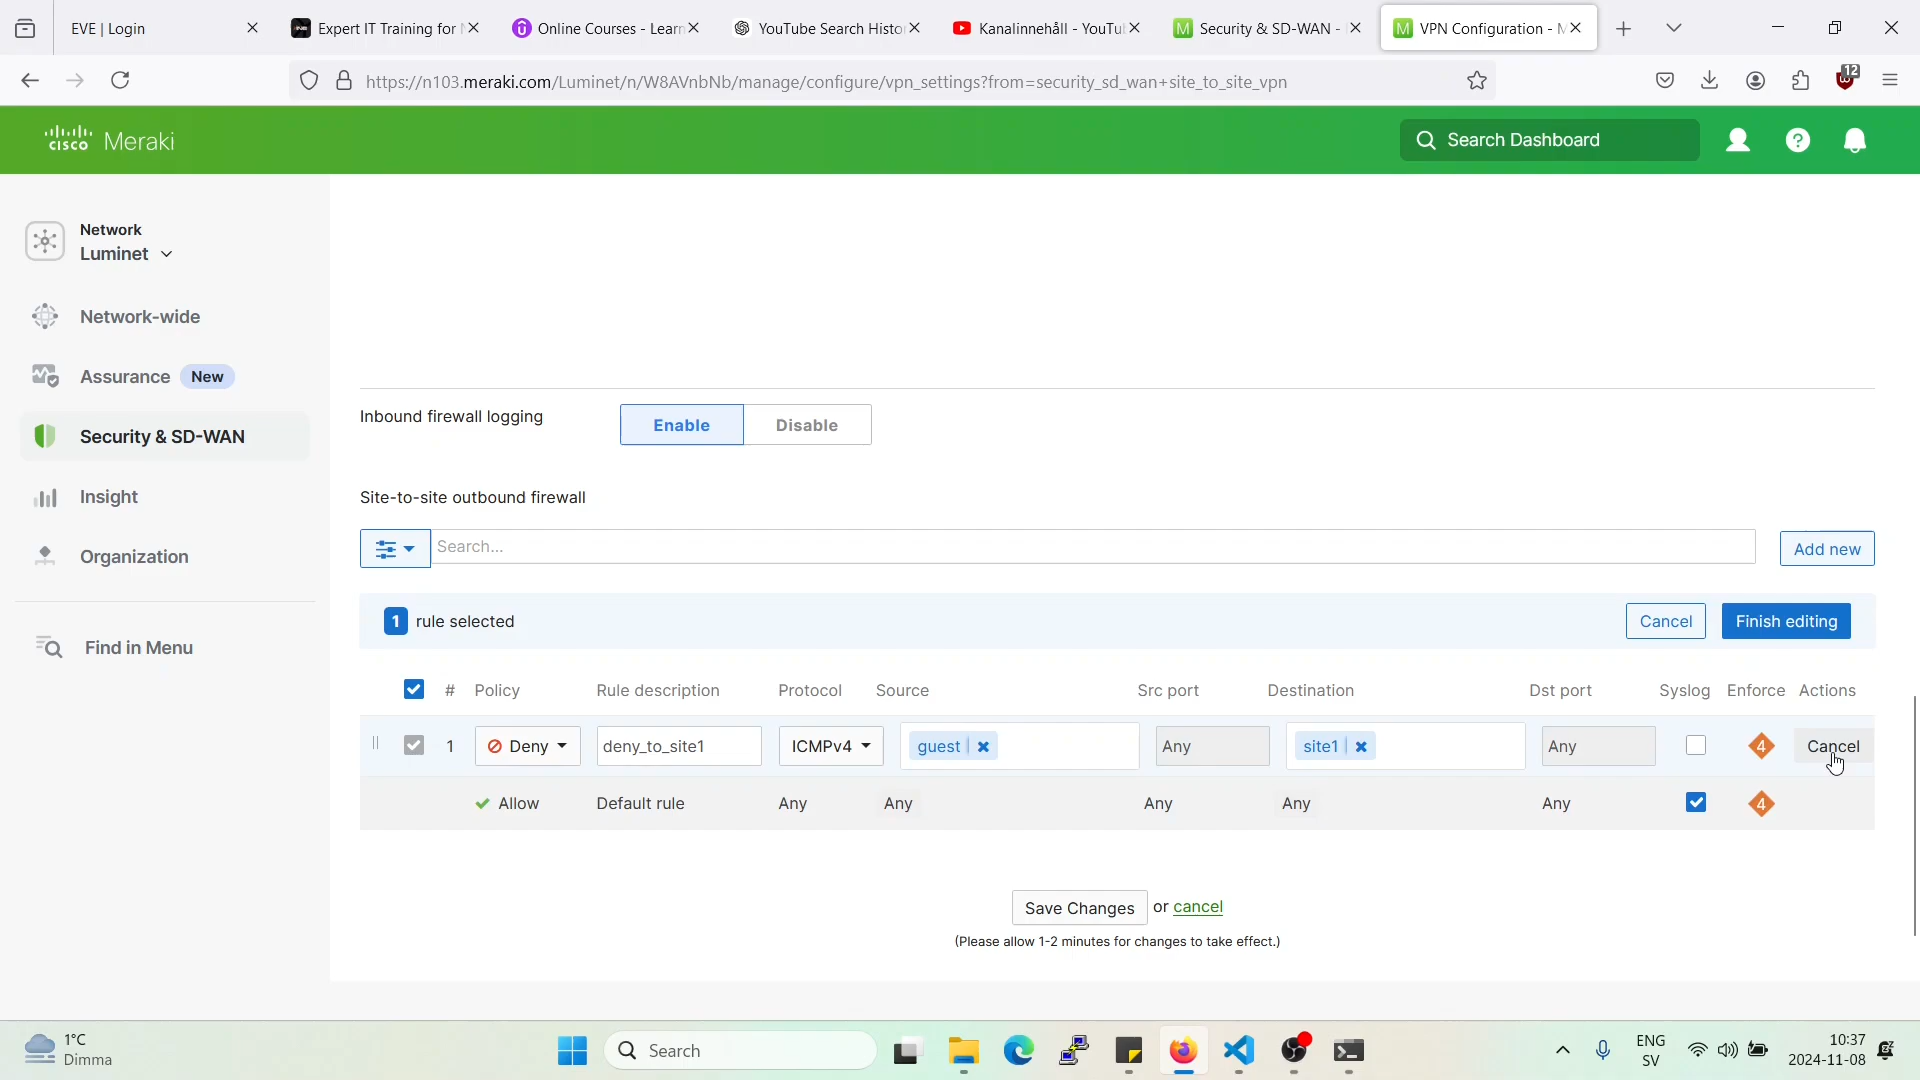 EVE | Login
Expert IT Training for
Online Courses - Learn
YouTube Search Histo
Kanalinnehåll - YouTu
Security & SD-WAN -
VPN Configuration - M
https://n103.meraki.com/Luminet/n/W8AVnbNb/manage/configure/vpn_settings?from=security_sd_wan+site_to_site_vpn
12
cisco Meraki
Search Dashboard
Network
Luminet
Network-wide
Assurance New
Security & SD-WAN
Insight
Organization
Find in Menu
Inbound firewall logging
Enable Disable
Site-to-site outbound firewall
Search...
Add new
1 rule selected
Cancel Finish editing
# Policy Rule description Protocol Source Src port Destination Dst port Syslog Enforce Actions
1 Deny deny_to_site1 ICMPv4 guest Any site1 Any 4 Cancel
Allow Default rule Any Any Any Any Any 4
Save Changes or cancel
(Please allow 1-2 minutes for changes to take effect.)
1°C
Dimma
Search
ENG
SV
10:37
2024-11-08